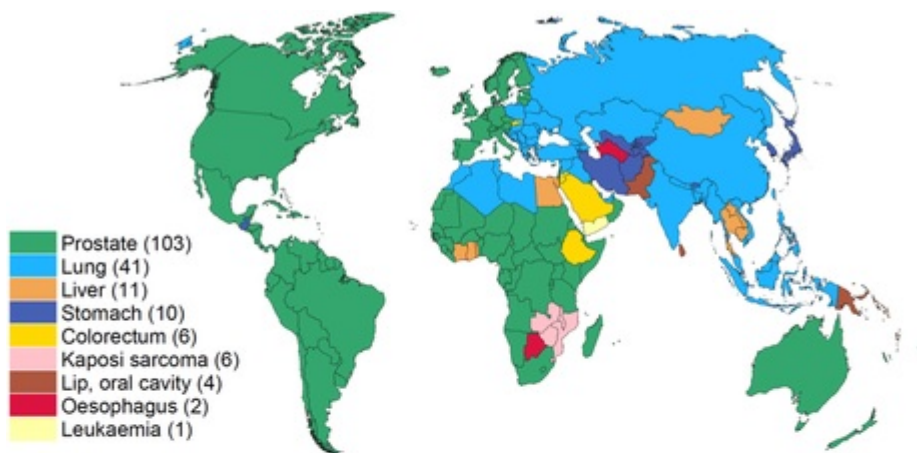 Prostate (103)
Lung (41)
Liver (11)
Stomach (10)
Colorectum (6)
Kaposi sarcoma (6)
Lip, oral cavity (4)
Oesophagus (2)
Leukaemia (1)